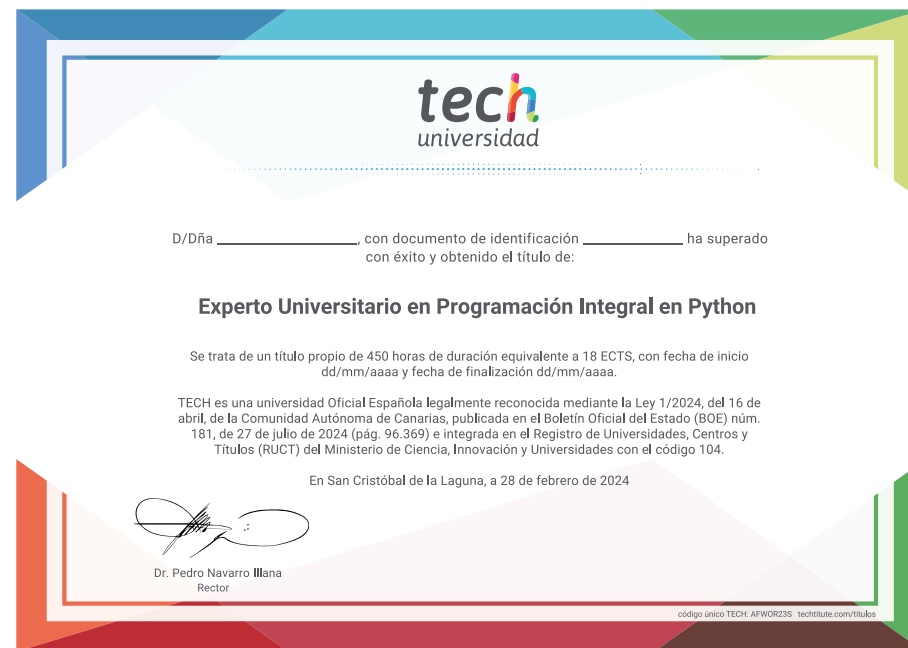 tech
universidad
D/Dña ______________, con documento de identificación __________ ha superado
con éxito y obtenido el título de:
Experto Universitario en Programación Integral en Python
Se trata de un título propio de 450 horas de duración equivalente a 18 ECTS, con fecha de inicio
dd/mm/aaaa y fecha de finalización dd/mm/aaaa.
TECH es una universidad Oficial Española legalmente reconocida mediante la Ley 1/2024, del 16 de
abril, de la Comunidad Autónoma de Canarias, publicada en el Boletín Oficial del Estado (BOE) núm.
181, de 27 de julio de 2024 (pág. 96.369) e integrada en el Registro de Universidades, Centros y
Títulos (RUCT) del Ministerio de Ciencia, Innovación y Universidades con el código 104.
En San Cristóbal de la Laguna, a 28 de febrero de 2024
Dr. Pedro Navarro Illana
Rector
código único TECH: AFWOR23S techtitute.com/titulos